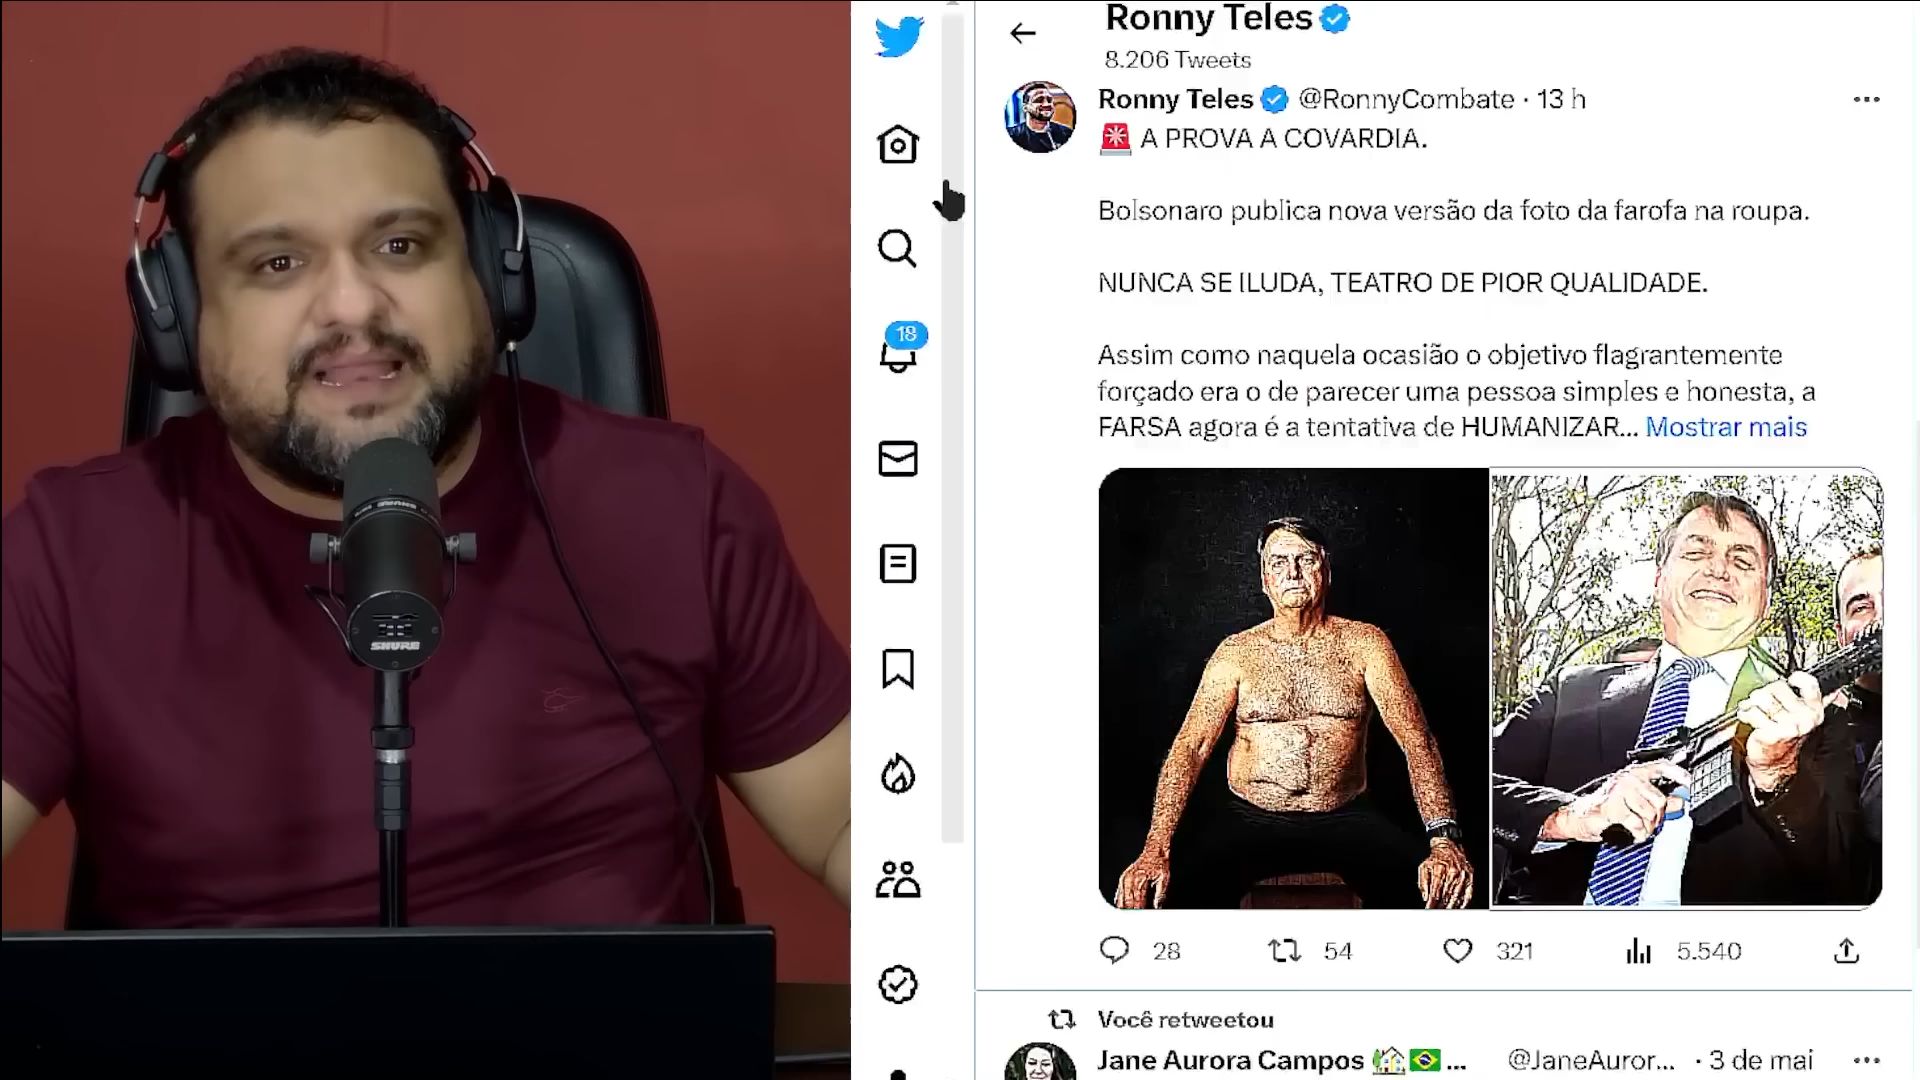 Ronny Teles
8.206 Tweets
Ronny Teles @RonnyCombate · 13 h
A PROVA A COVARDIA.
Bolsonaro publica nova versão da foto da farofa na roupa.
NUNCA SE ILUDA, TEATRO DE PIOR QUALIDADE.
Assim como naquela ocasião o objetivo flagrantemente
forçado era o de parecer uma pessoa simples e honesta, a
FARSA agora é a tentativa de HUMANIZAR... Mostrar mais
28 54 321 5.540
Você retweetou
Jane Aurora Campos ... @JaneAuror... · 3 de mai
18
SHURE